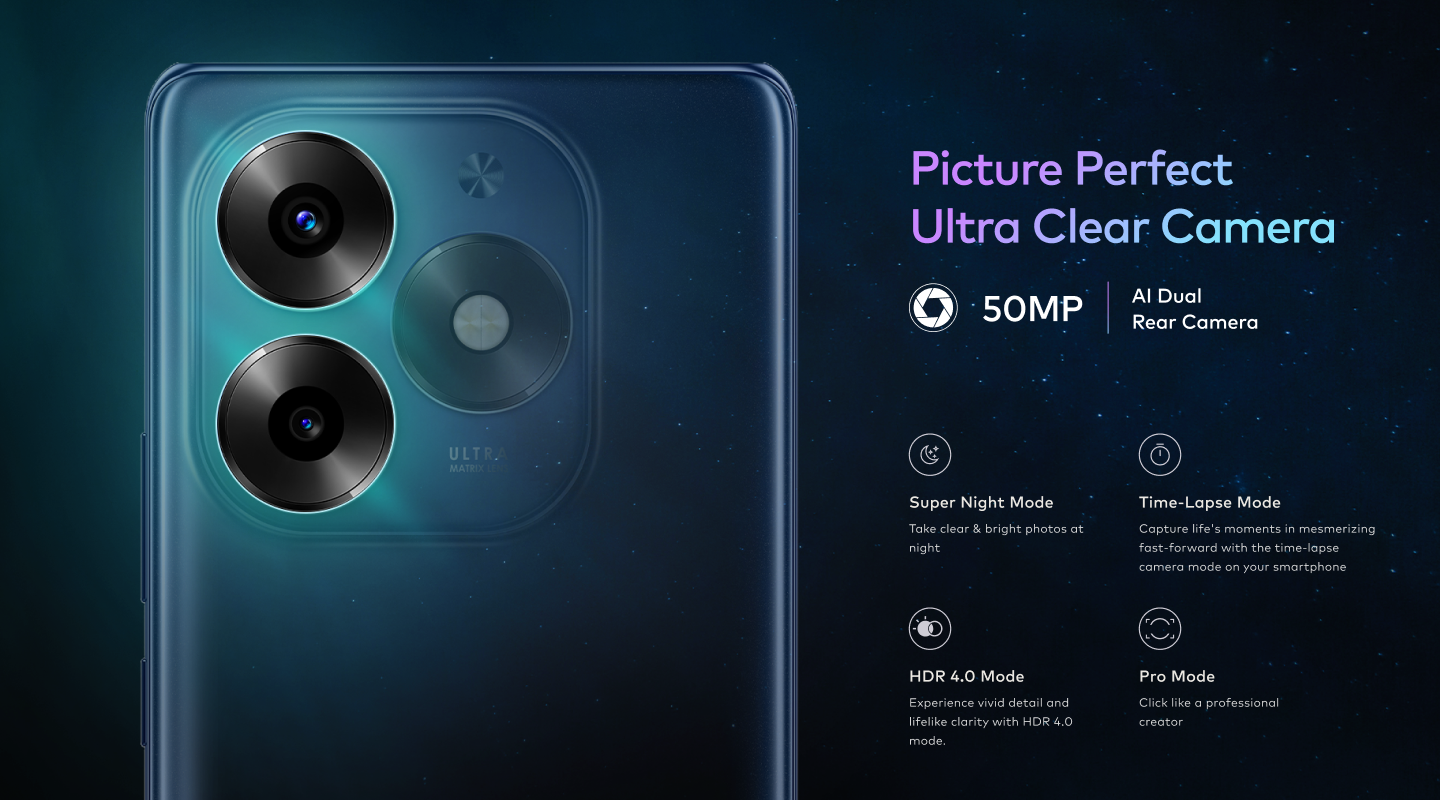 Picture Perfect
Ultra Clear Camera
50MP
AI Dual
Rear Camera
Super Night Mode
Take clear & bright photos at
night
Time-Lapse Mode
Capture life's moments in mesmerizing
fast-forward with the time-lapse
camera mode on your smartphone
HDR 4.0 Mode
Experience vivid detail and
lifelike clarity with HDR 4.0
mode.
Pro Mode
Click like a professional
creator
ULTRA
MATRIX